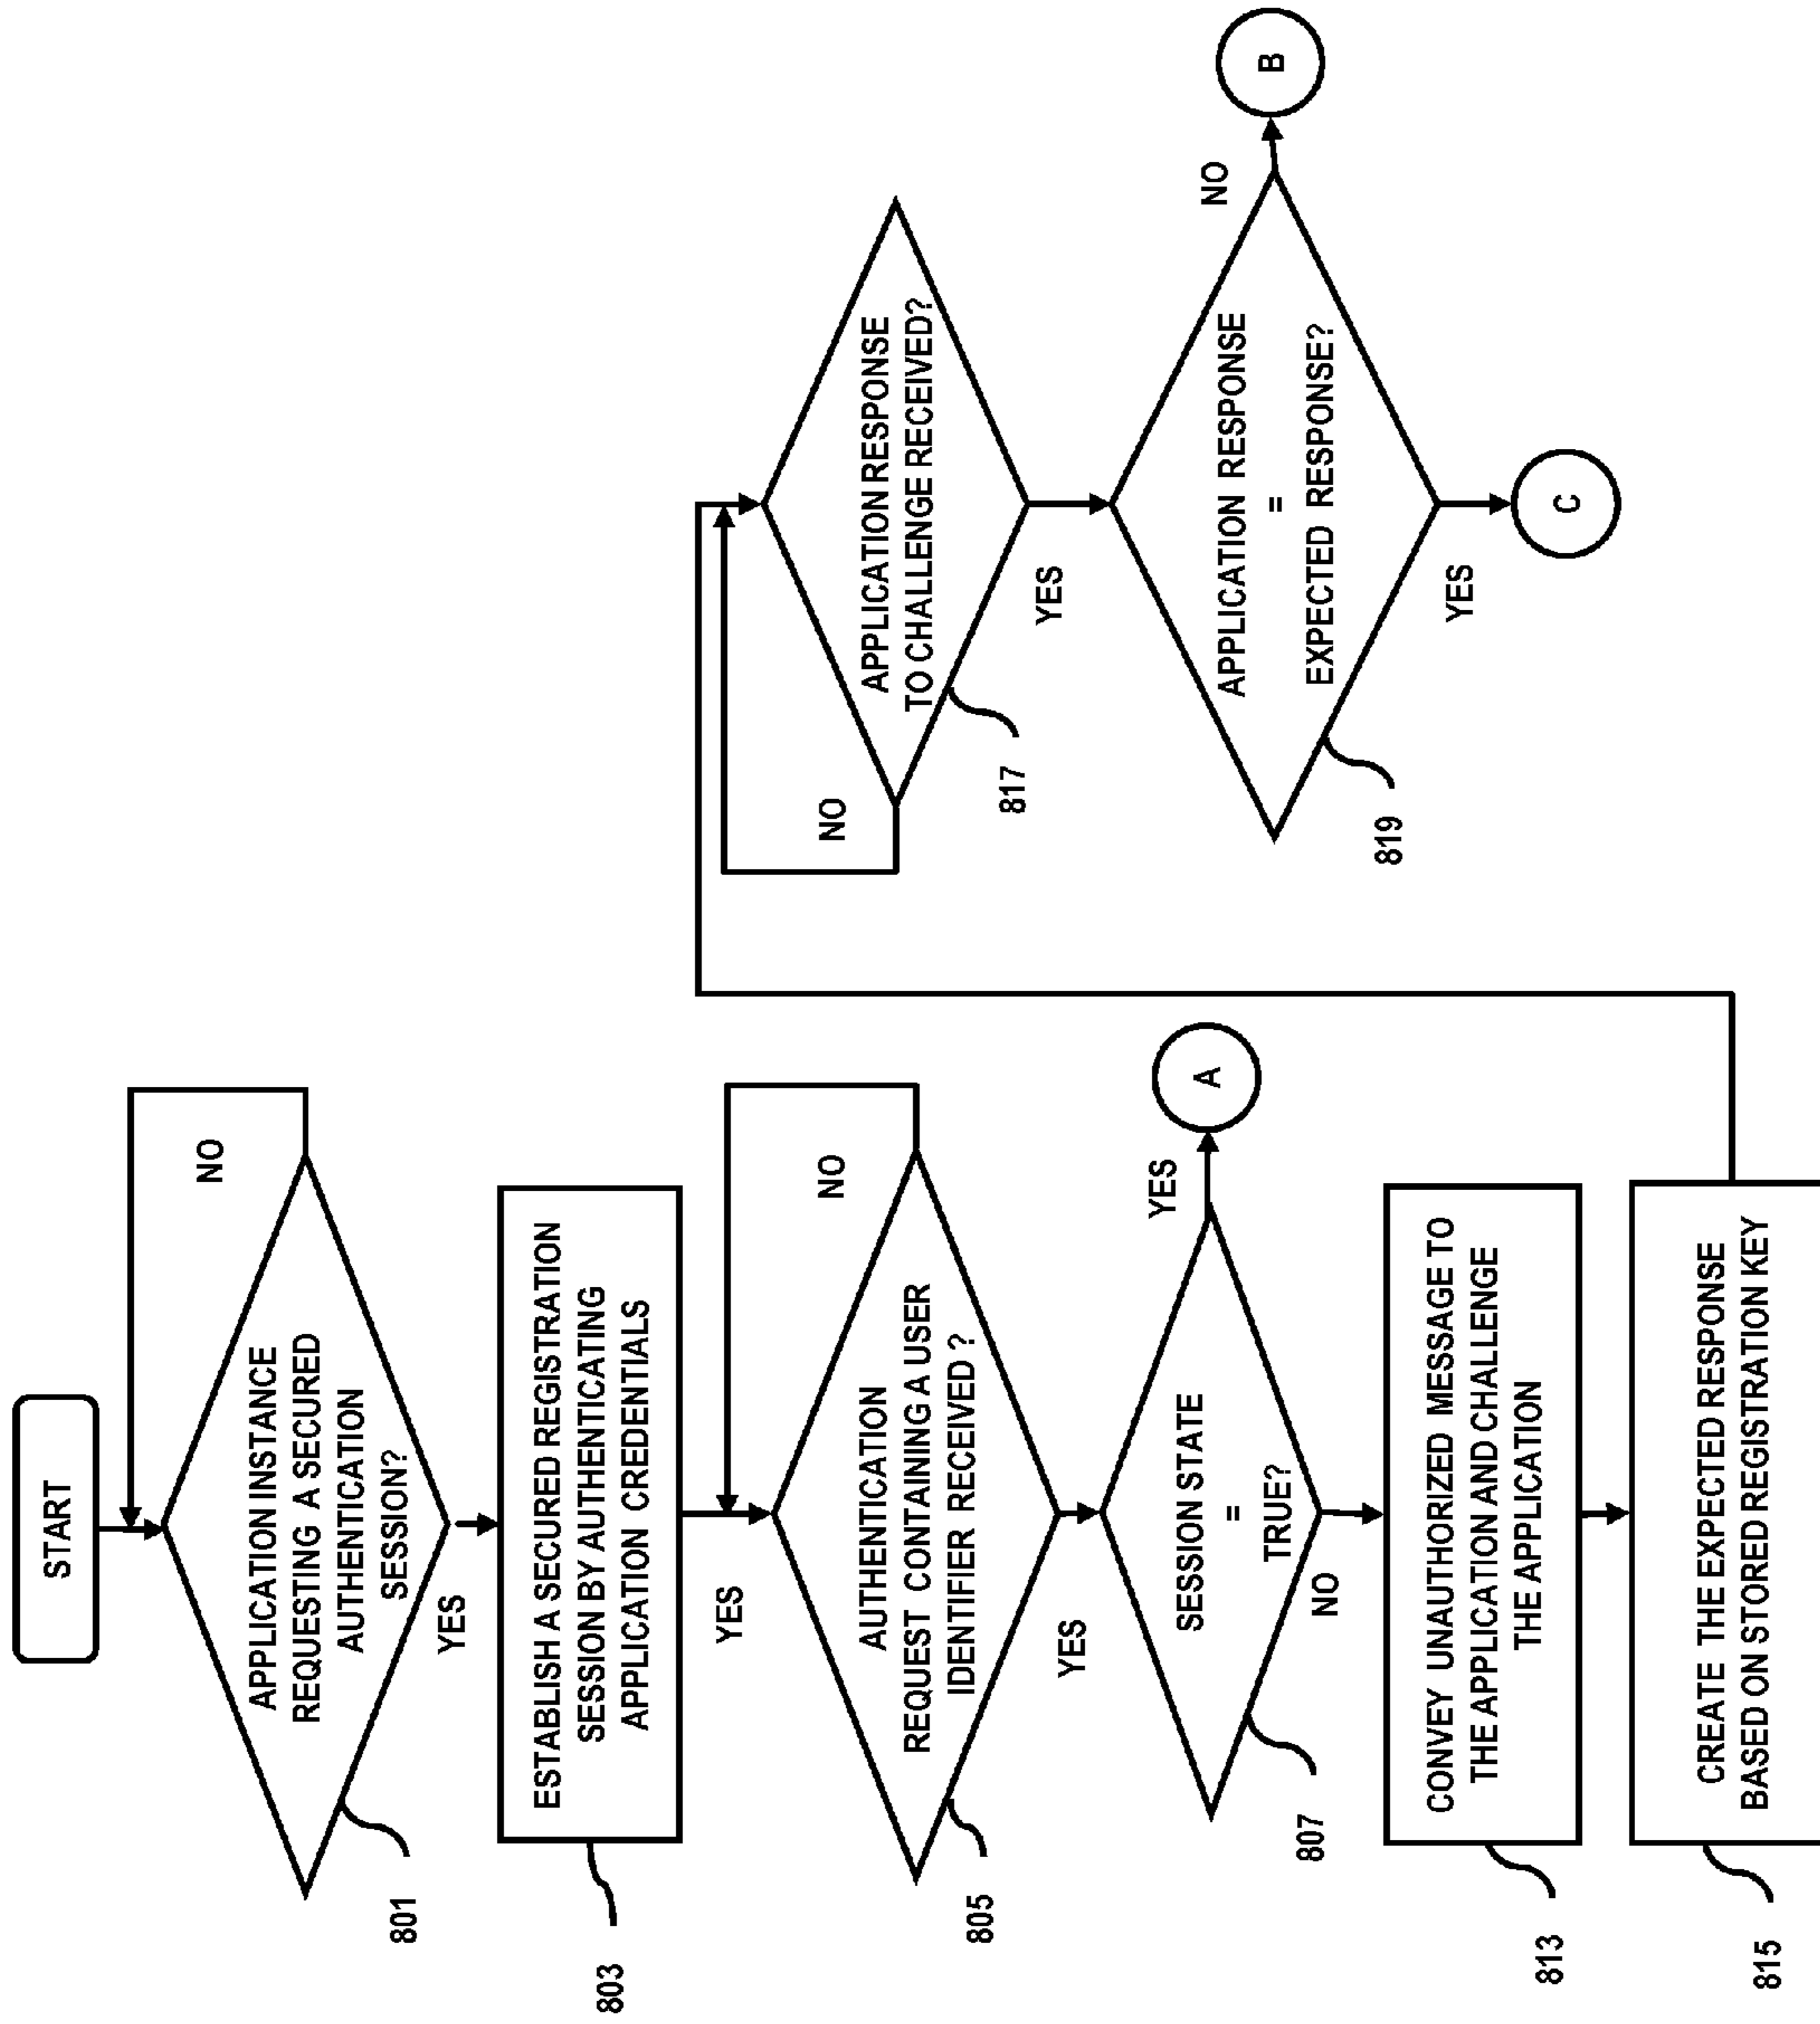 START
APPLICATION INSTANCE
REQUESTING A SECURED
AUTHENTICATION
SESSION?
NO
YES
801
ESTABLISH A SECURED REGISTRATION
SESSION BY AUTHENTICATING
APPLICATION CREDENTIALS
803
YES
AUTHENTICATION
REQUEST CONTAINING A USER
IDENTIFIER RECEIVED?
NO
YES
805
SESSION STATE
=
TRUE?
YES
A
NO
807
CONVEY UNAUTHORIZED MESSAGE TO
THE APPLICATION AND CHALLENGE
THE APPLICATION
813
CREATE THE EXPECTED RESPONSE
BASED ON STORED REGISTRATION KEY
815
APPLICATION RESPONSE
TO CHALLENGE RECEIVED?
NO
YES
817
APPLICATION RESPONSE
=
EXPECTED RESPONSE?
NO
B
YES
819
C